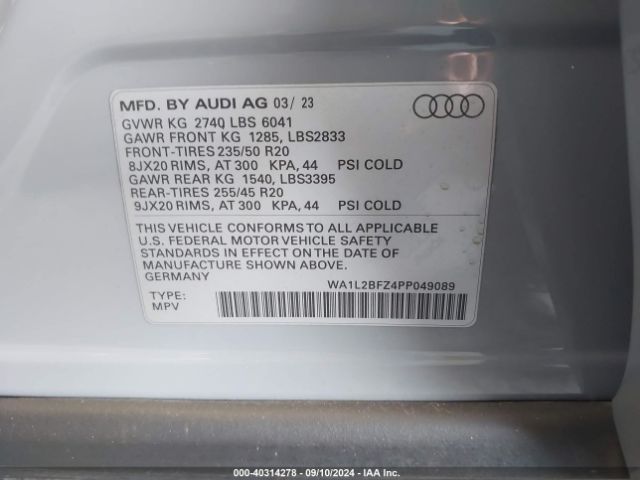 MFD. BY AUDI AG 03/ 23
GVWR KG 2740 LBS 6041
GAWR FRONT KG 1285, LBS2833
FRONT-TIRES 235/50 R20
8JX20 RIMS, AT 300 KPA, 44 PSI COLD
GAWR REAR KG 1540, LBS3395
REAR-TIRES 255/45 R20
9JX20 RIMS, AT 300 KPA, 44 PSI COLD
THIS VEHICLE CONFORMS TO ALL APPLICABLE
U.S. FEDERAL MOTOR VEHICLE SAFETY
STANDARDS IN EFFECT ON THE DATE OF
MANUFACTURE SHOWN ABOVE.
GERMANY
WA1L2BFZ4PP049089
TYPE:
MPV
000-40314278 - 09/10/2024 - IAA Inc.